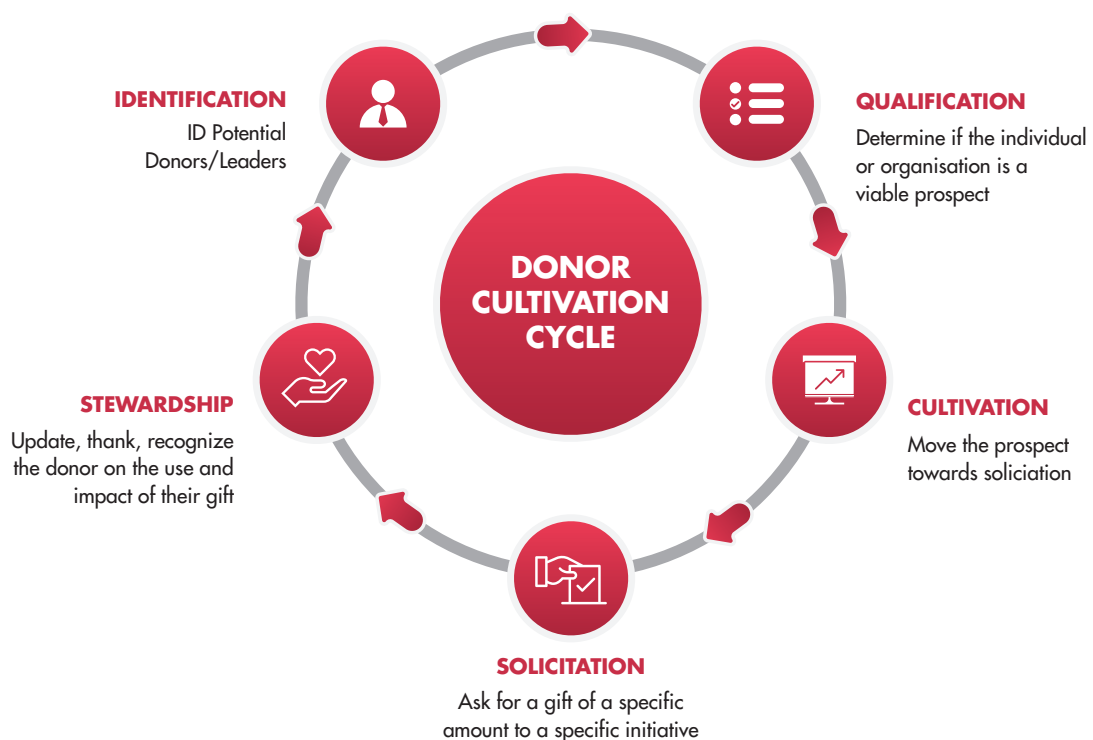 IDENTIFICATION
ID Potential
Donors/Leaders
QUALIFICATION
Determine if the individual
or organisation is a
viable prospect
DONOR
CULTIVATION
CYCLE
STEWARDSHIP
Update, thank, recognize
the donor on the use and
impact of their gift
CULTIVATION
Move the prospect
towards soliciation
SOLICITATION
Ask for a gift of a specific
amount to a specific initiative